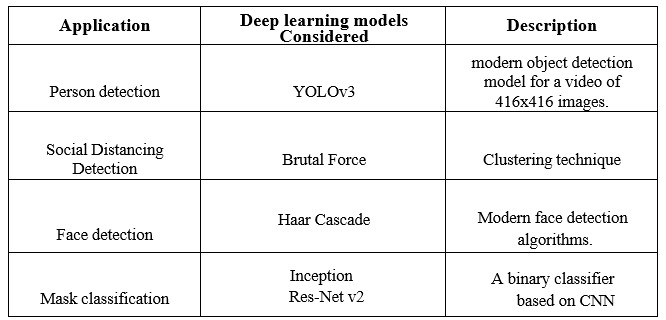 Application
Deep learning models
Considered
Description
Person detection
YOLOv3
modern object detection
model for a video of
416x416 images.
Social Distancing
Detection
Brutal Force
Clustering technique
Face detection
Haar Cascade
Modern face detection
algorithms.
Mask classification
Inception
Res-Net v2
A binary classifier
based on CNN